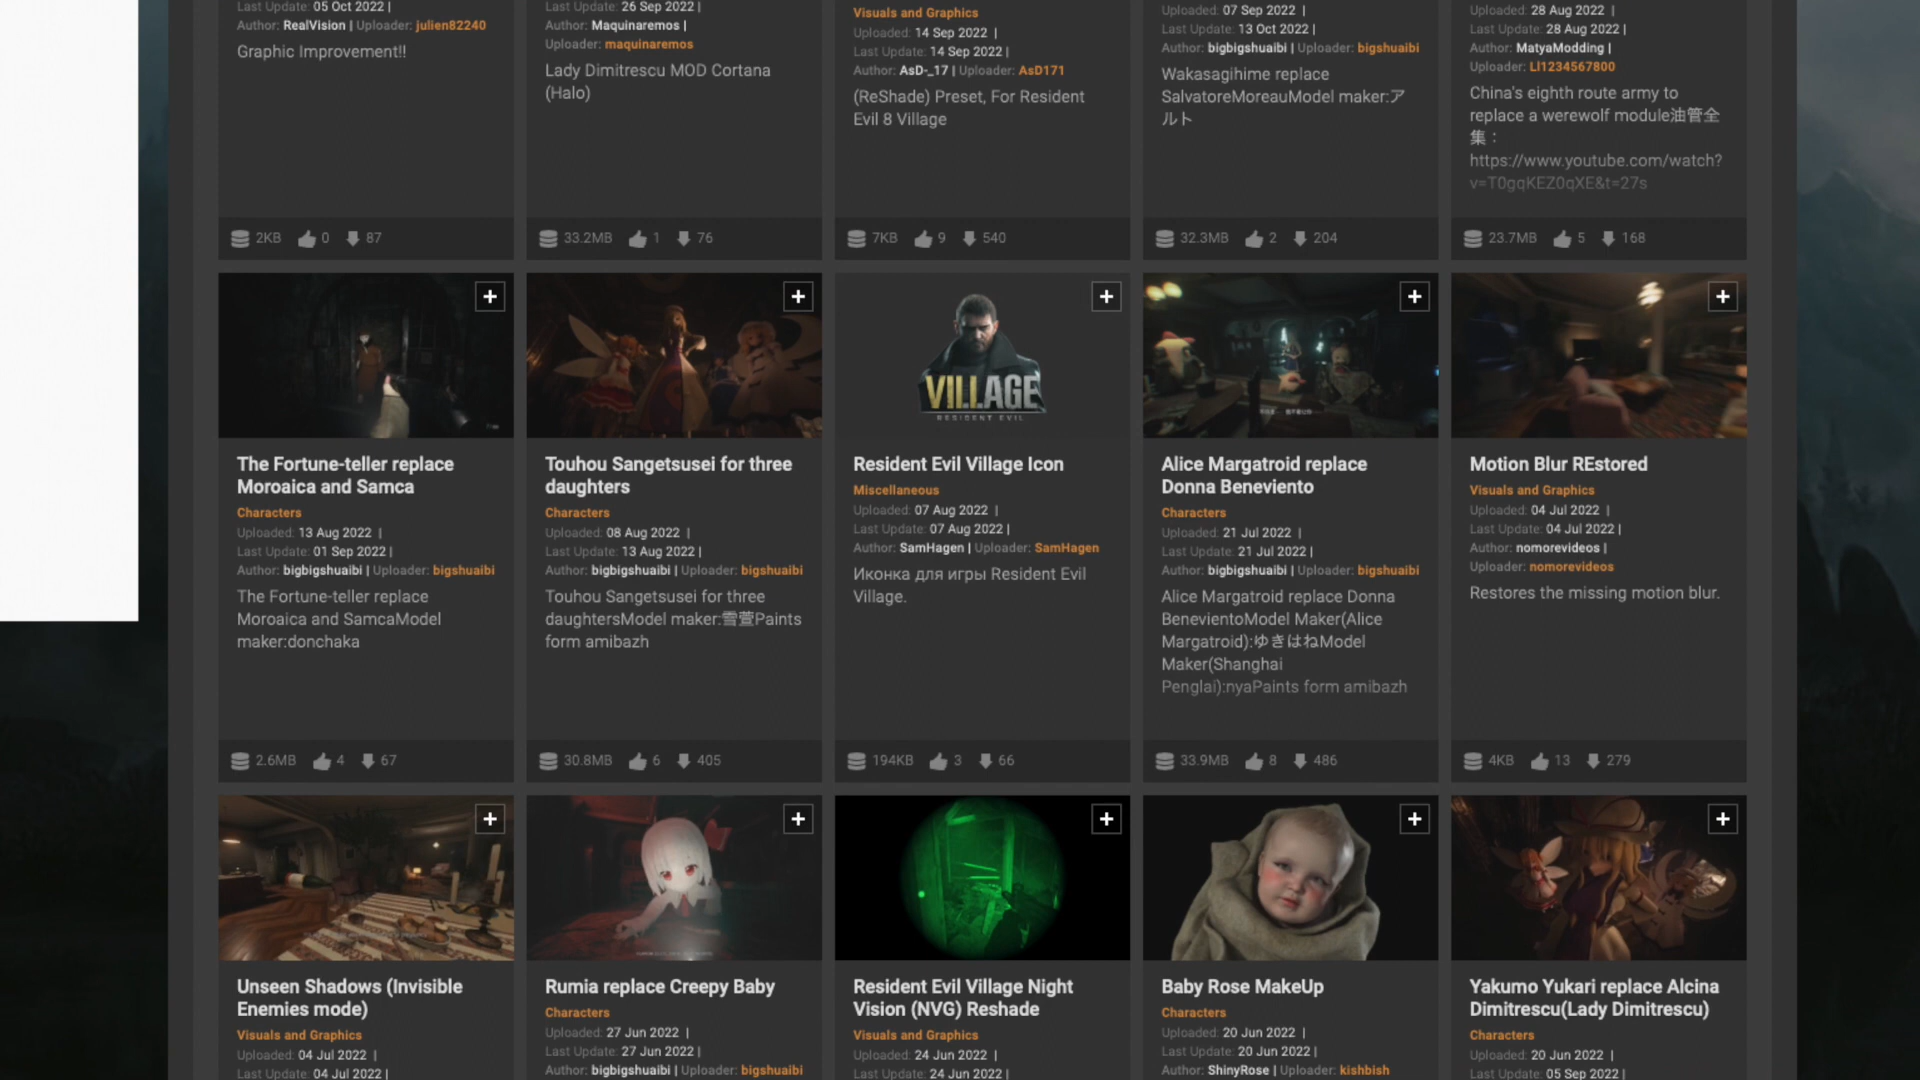 Last Update: 05 Oct 2022 |
Author: RealVision | Uploader: julien82240
Graphic Improvement!!
2KB 0 87
Last Update: 26 Sep 2022 |
Author: Maquinaremos |
Uploader: maquinaremos
Lady Dimitrescu MOD Cortana
(Halo)
33.2MB 1 76
Visuals and Graphics
Uploaded: 14 Sep 2022 |
Last Update: 14 Sep 2022 |
Author: AsD-_17 | Uploader: AsD171
(ReShade) Preset, For Resident
Evil 8 Village
7KB 9 540
Uploaded: 07 Sep 2022 |
Last Update: 13 Oct 2022 |
Author: bigbigshuaibi | Uploader: bigshuaibi
Wakasagihime replace
SalvatoreMoreauModel maker:ア
ルト
32.3MB 2 204
Uploaded: 28 Aug 2022 |
Last Update: 28 Aug 2022 |
Author: MatyaModding |
Uploader: Ll1234567800
China's eighth route army to
replace a werewolf module油管全
集：
https://www.youtube.com/watch?
v=T0gqKEZ0qXE&t=27s
23.7MB 5 168
The Fortune-teller replace
Moroaica and Samca
Characters
Uploaded: 13 Aug 2022 |
Last Update: 01 Sep 2022 |
Author: bigbigshuaibi | Uploader: bigshuaibi
The Fortune-teller replace
Moroaica and SamcaModel
maker:donchaka
2.6MB 4 67
Touhou Sangetsusei for three
daughters
Characters
Uploaded: 08 Aug 2022 |
Last Update: 13 Aug 2022 |
Author: bigbigshuaibi | Uploader: bigshuaibi
Touhou Sangetsusei for three
daughtersModel maker:雪萱Paints
form amibazh
30.8MB 6 405
VILLAGE
RESIDENT EVIL
Resident Evil Village Icon
Miscellaneous
Uploaded: 07 Aug 2022 |
Last Update: 07 Aug 2022 |
Author: SamHagen | Uploader: SamHagen
Иконка для игры Resident Evil
Village.
194KB 3 66
Alice Margatroid replace
Donna Beneviento
Characters
Uploaded: 21 Jul 2022 |
Last Update: 21 Jul 2022 |
Author: bigbigshuaibi | Uploader: bigshuaibi
Alice Margatroid replace Donna
BenevientoModel Maker(Alice
Margatroid):ゆきはねModel
Maker(Shanghai
Penglai):nyaPaints form amibazh
33.9MB 8 486
Motion Blur REstored
Visuals and Graphics
Uploaded: 04 Jul 2022 |
Last Update: 04 Jul 2022 |
Author: nomorevideos |
Uploader: nomorevideos
Restores the missing motion blur.
4KB 13 279
Unseen Shadows (Invisible
Enemies mode)
Visuals and Graphics
Uploaded: 04 Jul 2022 |
Last Update: 04 Jul 2022 |
Rumia replace Creepy Baby
Characters
Uploaded: 27 Jun 2022 |
Last Update: 27 Jun 2022 |
Author: bigbigshuaibi | Uploader: bigshuaibi
Resident Evil Village Night
Vision (NVG) Reshade
Visuals and Graphics
Uploaded: 24 Jun 2022 |
Last Update: 24 Jun 2022 |
Baby Rose MakeUp
Characters
Uploaded: 20 Jun 2022 |
Last Update: 20 Jun 2022 |
Author: ShinyRose | Uploader: kishbish
Yakumo Yukari replace Alcina
Dimitrescu(Lady Dimitrescu)
Characters
Uploaded: 20 Jun 2022 |
Last Update: 05 Sep 2022 |